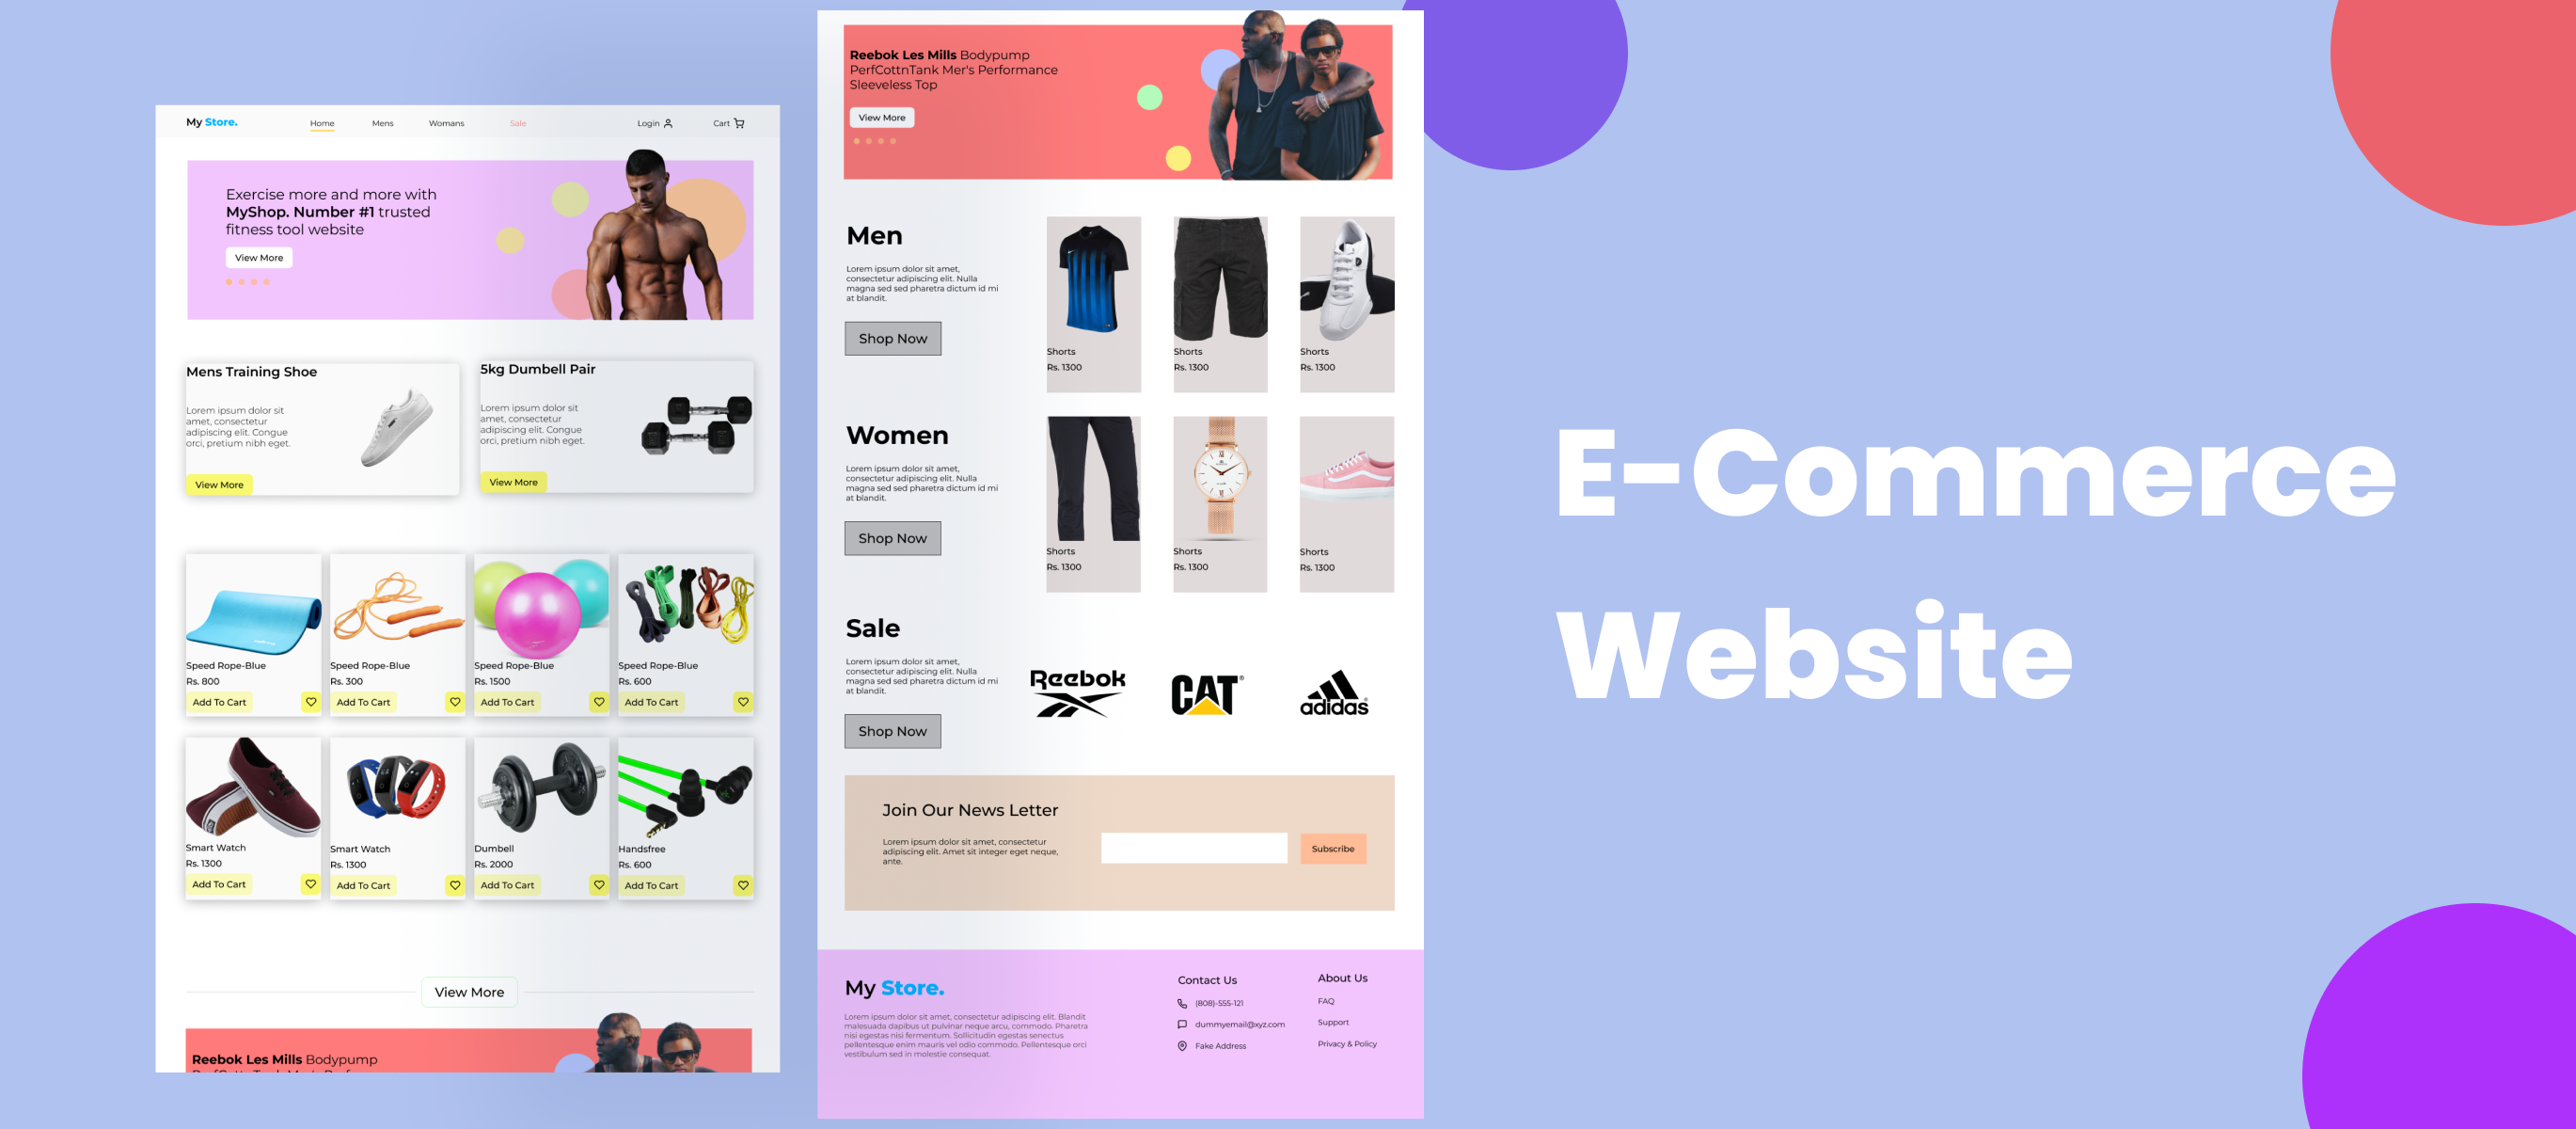 My Store.
Home
Mens
Womans
Sale
Login
Cart
Exercise more and more with
MyShop. Number #1 trusted
fitness tool website
View More
Mens Training Shoe
Lorem ipsum dolor sit
amet, consectetur
adipiscing elit. Congue
orci, pretium nibh eget.
View More
5kg Dumbell Pair
Lorem ipsum dolor sit
amet, consectetur
adipiscing elit. Congue
orci, pretium nibh eget.
View More
Speed Rope-Blue
Rs. 800
Add To Cart
Speed Rope-Blue
Rs. 300
Add To Cart
Speed Rope-Blue
Rs. 1500
Add To Cart
Speed Rope-Blue
Rs. 600
Add To Cart
Smart Watch
Rs. 1300
Add To Cart
Smart Watch
Rs. 1300
Add To Cart
Dumbell
Rs. 2000
Add To Cart
Handsfree
Rs. 600
Add To Cart
View More
Reebok Les Mills Bodypump
Reebok Les Mills Bodypump
PerfCottnTank Mer's Performance
Sleeveless Top
View More
Men
Lorem ipsum dolor sit amet,
consectetur adipiscing elit. Nulla
magna sed sed pharetra dictum id mi
at blandit.
Shop Now
Shorts
Rs. 1300
Shorts
Rs. 1300
Shorts
Rs. 1300
Women
Lorem ipsum dolor sit amet,
consectetur adipiscing elit. Nulla
magna sed sed pharetra dictum id mi
at blandit.
Shop Now
Shorts
Rs. 1300
Shorts
Rs. 1300
Shorts
Rs. 1300
Sale
Lorem ipsum dolor sit amet,
consectetur adipiscing elit. Nulla
magna sed sed pharetra dictum id mi
at blandit.
Shop Now
Reebok
CAT
adidas
Join Our News Letter
Lorem ipsum dolor sit amet, consectetur
adipiscing elit. Amet sit integer eget neque,
ante.
Subscribe
My Store.
Lorem ipsum dolor sit amet, consectetur adipiscing elit. Blandit
malesuada dapibus ut pulvinar neque arcu, commodo. Pharetra
nisi egestas nisi fermentum. Sollicitudin egestas senectus
pellentesque enim mauris vel odio commodo. Pellentesque orci
vestibulum sed in molestie consequat.
Contact Us
(808)-555-121
dummyemail@xyz.com
Fake Address
About Us
FAQ
Support
Privacy & Policy
E-Commerce
Website